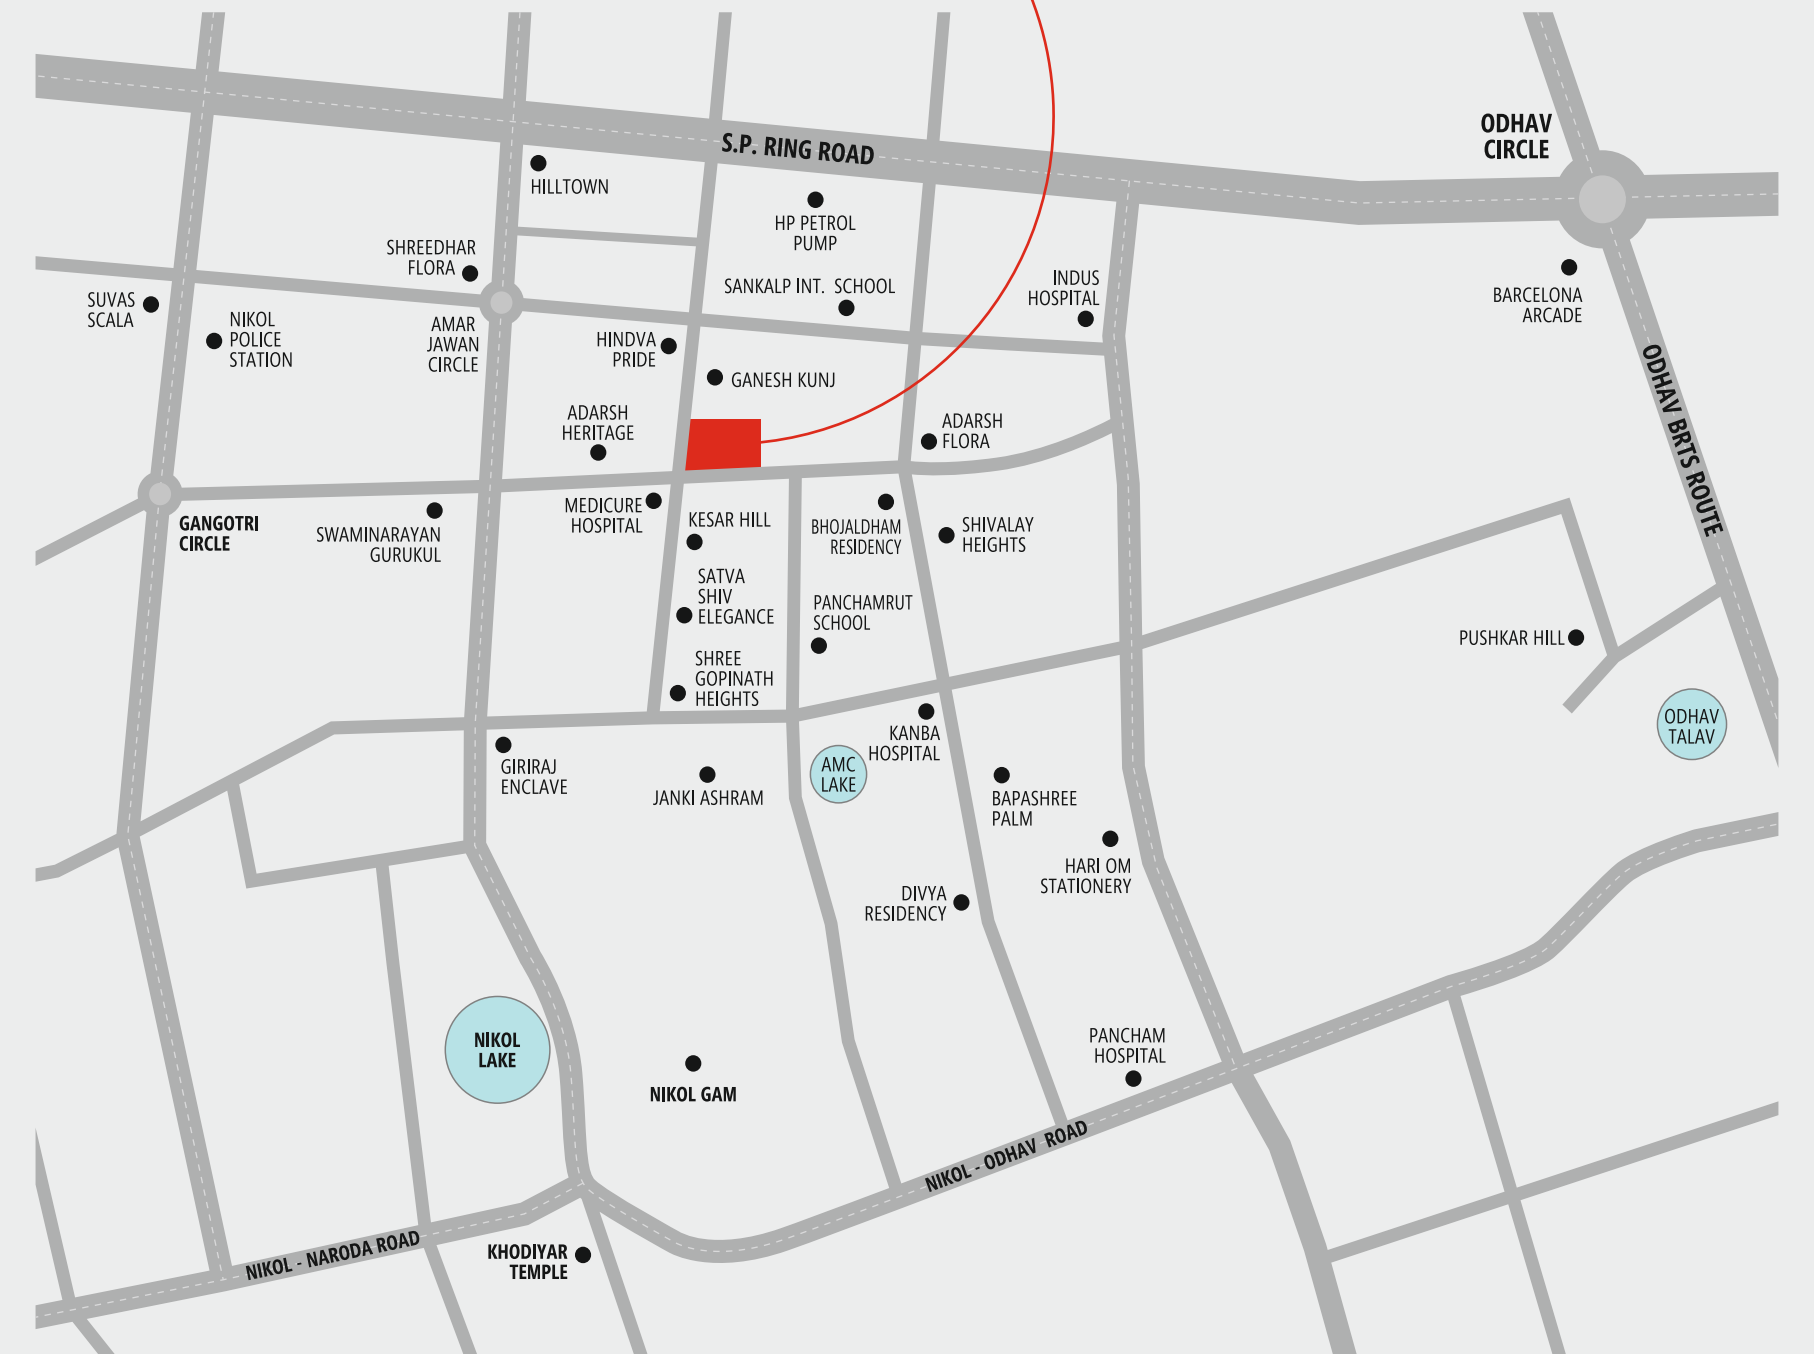 ODHAV
CIRCLE
S.P. RING ROAD
HILLTOWN
HP PETROL
PUMP
SHREEDHAR
FLORA
SANKALP INT. SCHOOL
INDUS
HOSPITAL
BARCELONA
ARCADE
SUVAS
SCALA
NIKOL
POLICE
STATION
AMAR
JAWAN
CIRCLE
HINDVA
PRIDE
GANESH KUNJ
ODHAV BRTS ROUTE
ADARSH
HERITAGE
ADARSH
FLORA
GANGOTRI
CIRCLE
SWAMINARAYAN
GURUKUL
MEDICURE
HOSPITAL
KESAR HILL
BHOJALDHAM
RESIDENCY
SHIVALAY
HEIGHTS
SATVA
SHIV
ELEGANCE
PANCHAMRUT
SCHOOL
PUSHKAR HILL
SHREE
GOPINATH
HEIGHTS
ODHAV
TALAV
KANBA
HOSPITAL
GIRIRAJ
ENCLAVE
JANKI ASHRAM
AMC
LAKE
BAPASHREE
PALM
HARI OM
STATIONERY
DIVYA
RESIDENCY
NIKOL
LAKE
PANCHAM
HOSPITAL
NIKOL GAM
NIKOL - ODHAV ROAD
NIKOL - NARODA ROAD
KHODIYAR
TEMPLE